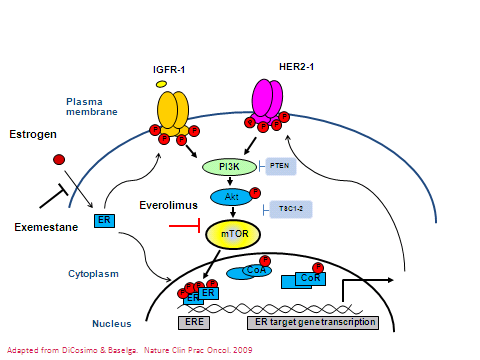 IGFR-1
HER2-1
Plasma
membrane
P P P P
P P P P
Estrogen
PI3K
PTEN
Akt
P
TSC1-2
ER
Everolimus
Exemestane
mTOR
Cytoplasm
P
CoA
P
CoR
P P P
P
ER
ER
Nucleus
ERE
ER target gene transcription
Adapted from DiCosimo & Baselga. Nature Clin Prac Oncol. 2009